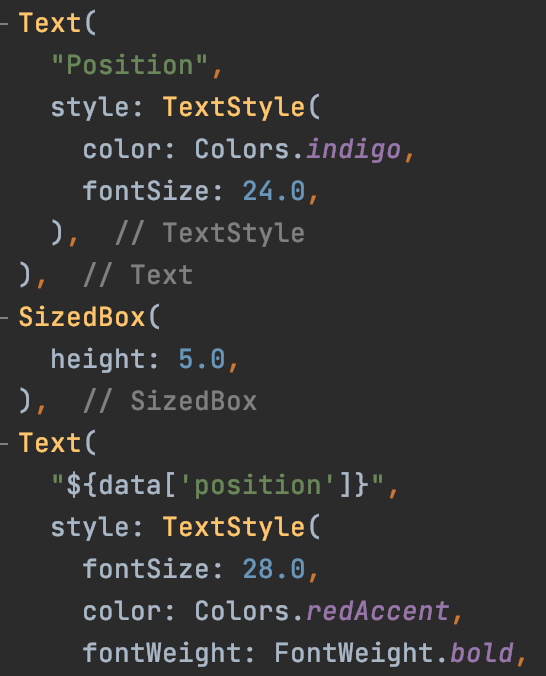 Text(
"Position",
style: TextStyle(
color: Colors.indigo,
fontSize: 24.0,
), // TextStyle
), // Text
SizedBox(
height: 5.0,
), // SizedBox
Text(
"${data['position']}",
style: TextStyle(
fontSize: 28.0,
color: Colors.redAccent,
fontWeight: FontWeight.bold,